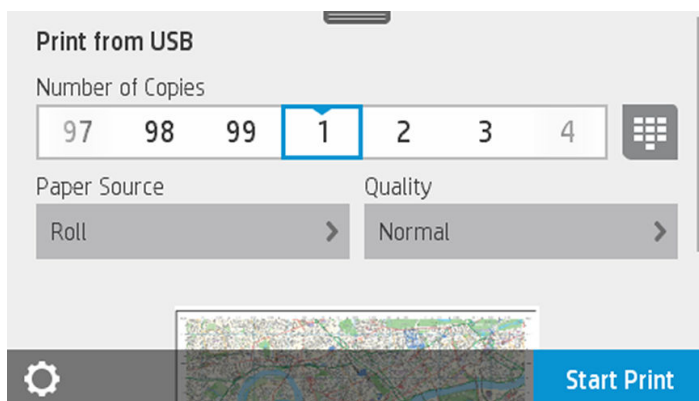 Print from USB
Number of Copies
97 98 99 1 2 3 4
Paper Source Quality
Roll Normal
Start Print